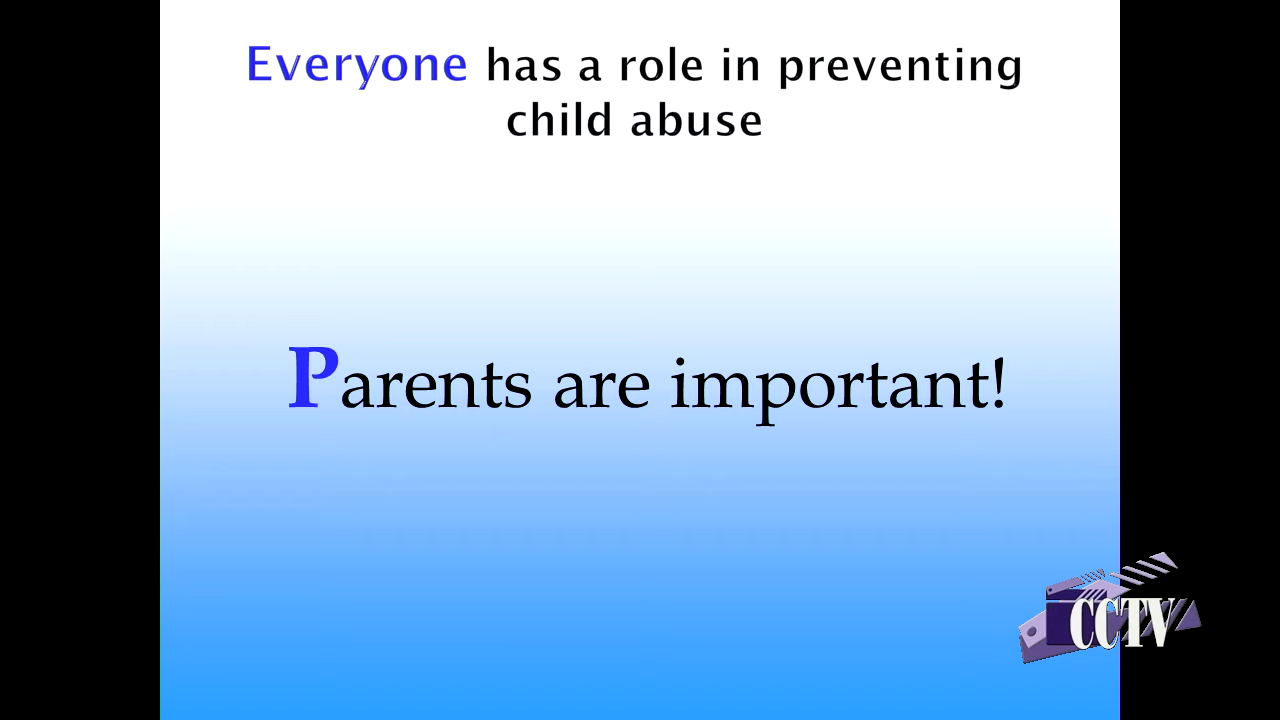 Everyone has a role in preventing
child abuse
Parents are important!
CCTV